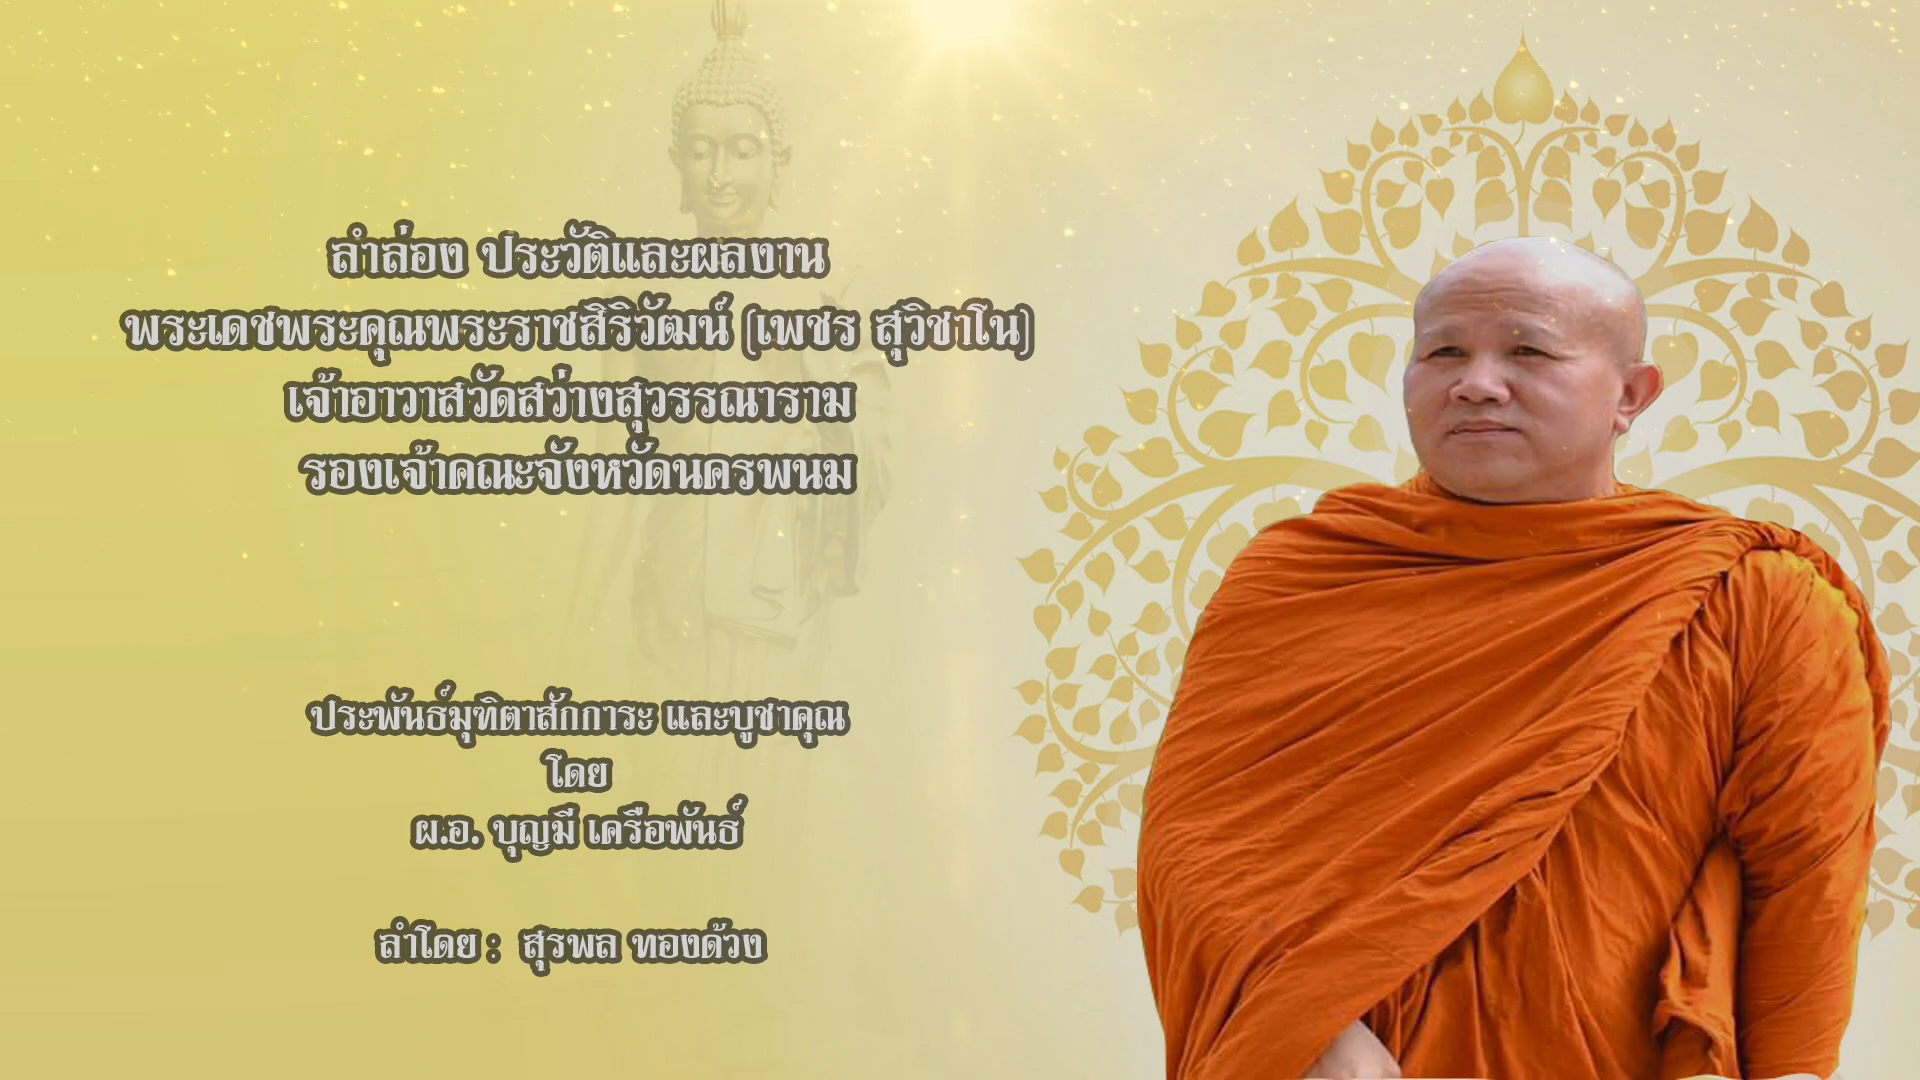 ลำล่อง ประวัติและผลงาน
พระเดชพระคุณพระราชสิริวัฒน์ (เพชร สุวิชาโน)
เจ้าอาวาสวัดสว่างสุวรรณาราม
รองเจ้าคณะจังหวัดนครพนม
ประพันธ์มุฑิตาสักการะ และบูชาคุณ
โดย
ผ.อ. บุญมี เครือพันธ์
ลำโดย : สุรพล ทองด้วง